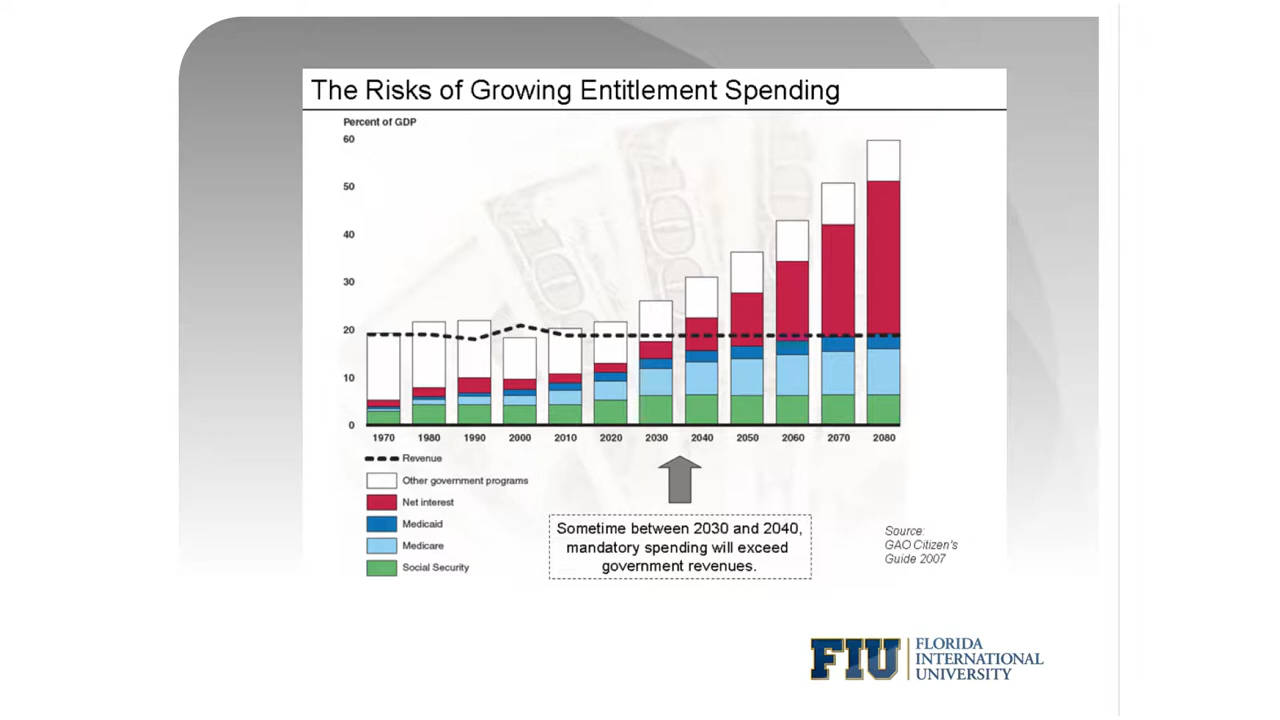 The Risks of Growing Entitlement Spending
Percent of GDP
60
50
40
30
20
10
0
1970 1980 1990 2000 2010 2020 2030 2040 2050 2060 2070 2080
Revenue
Other government programs
Net interest
Medicaid
Medicare
Social Security
Sometime between 2030 and 2040,
mandatory spending will exceed
government revenues.
Source:
GAO Citizen's
Guide 2007
FIU
FLORIDA
INTERNATIONAL
UNIVERSITY